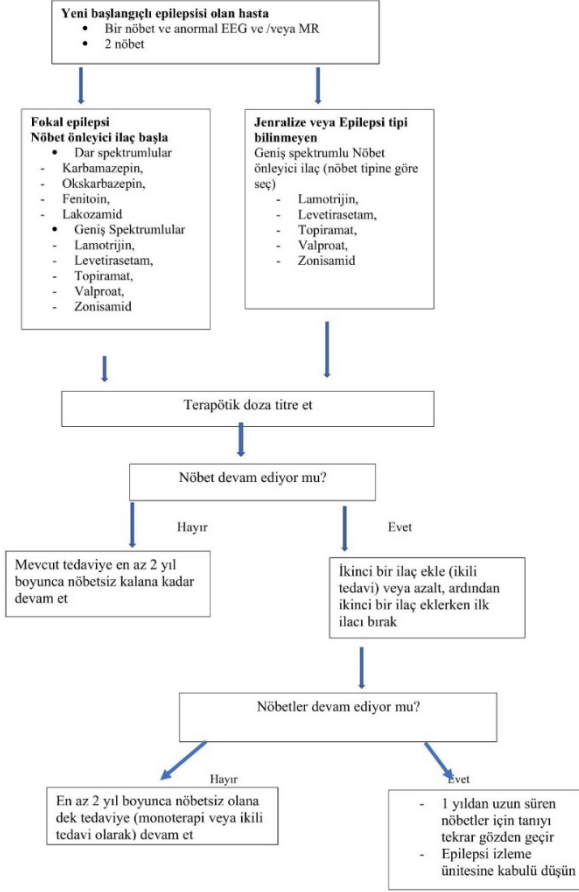 Yeni başlangıçlı epilepsisi olan hasta
• Bir nöbet ve anormal EEG ve /veya MR
• 2 nöbet
Fokal epilepsi
Nöbet önleyici ilaç başla
• Dar spektrumlular
- Karbamazepin,
- Okskarbazepin,
- Fenitoin,
- Lakozamid
• Geniş Spektrumlular
- Lamotrijin,
- Levetirasetam,
- Topiramat,
- Valproat,
- Zonisamid
Jenralize veya Epilepsi tipi
bilinmeyen
Geniş spektrumlu Nöbet
önleyici ilaç (nöbet tipine göre
seç)
- Lamotrijin,
- Levetirasetam,
- Topiramat,
- Valproat,
- Zonisamid
Terapötik doza titre et
Nöbet devam ediyor mu?
Hayır
Evet
Mevcut tedaviye en az 2 yıl
boyunca nöbetsiz kalana kadar
devam et
İkinci bir ilaç ekle (ikili
tedavi) veya azalt, ardından
ikinci bir ilaç eklerken ilk
ilacı bırak
Nöbetler devam ediyor mu?
Hayır
Evet
En az 2 yıl boyunca nöbetsiz olana
dek tedaviye (monoterapi veya ikili
tedavi olarak) devam et
- 1 yıldan uzun süren
nöbetler için tanıyı
tekrar gözden geçir
- Epilepsi izleme
ünitesine kabulü düşün